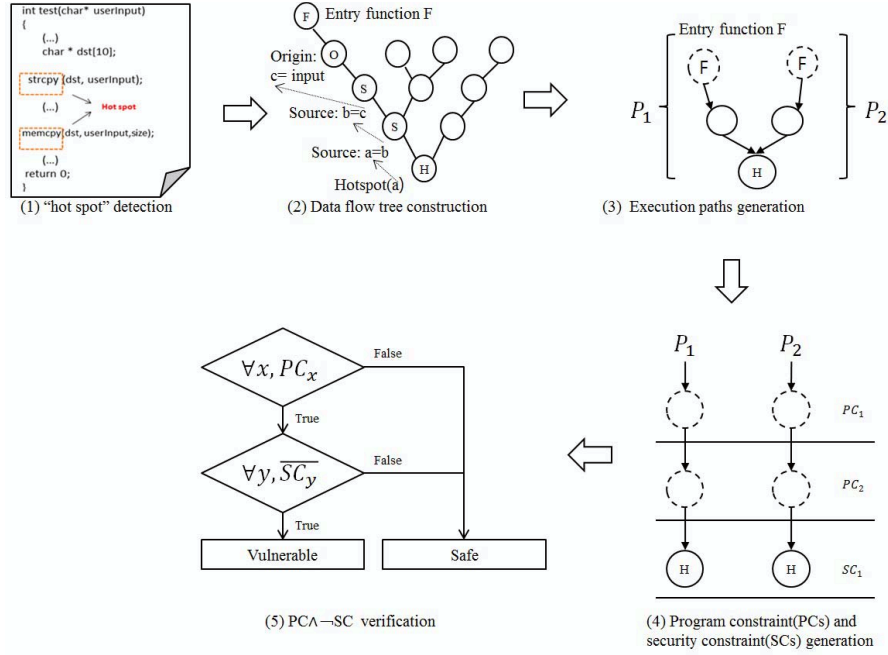 int test(char* userInput)
{
(...)
char * dst[10];
strcpy (dst, userInput);
(...)
Hot spot
memcpy(dst,userInput,size);
(...)
return 0;
}
(1) "hot spot" detection
F
Entry function F
Origin:
c= input
O
S
Source: b=c
S
Source: a=b
H
Hotspot(a)
(2) Data flow tree construction
Entry function F
F
F
P1
P2
H
(3) Execution paths generation
P1
P2
PC1
PC2
H
H
SC1
(4) Program constraint(PCs) and
security constraint(SCs) generation
∀x, PCx
False
True
∀y, \overline{SCy}
False
True
Vulnerable
Safe
(5) PC∧¬SC verification